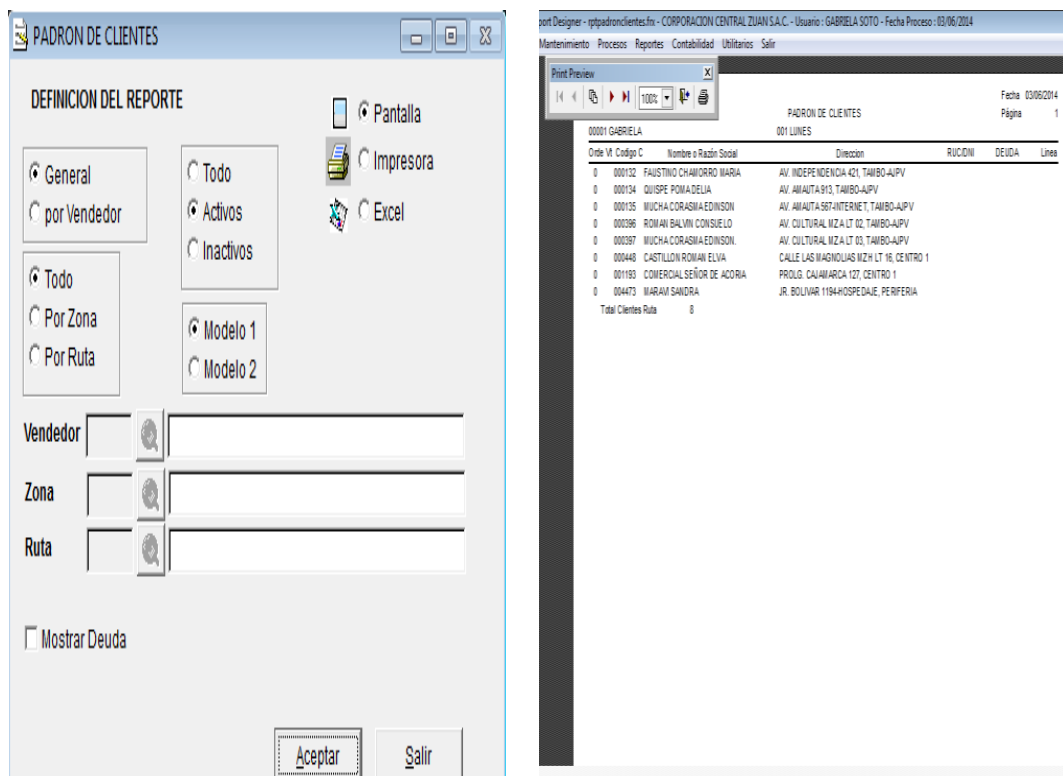 PADRON DE CLIENTES
DEFINICION DEL REPORTE
Pantalla
Impresora
Excel
General
por Vendedor
Todo
Activos
Inactivos
Todo
Por Zona
Por Ruta
Modelo 1
Modelo 2
Vendedor
Zona
Ruta
Mostrar Deuda
Aceptar
Salir
port Designer - rptpadronclientes.frx - CORPORACION CENTRAL ZUAN S.A.C. - Usuario : GABRIELA SOTO - Fecha Proceso : 03/06/2014
Mantenimiento Procesos Reportes Contabilidad Utilitarios Salir
Print Preview
100%
Fecha 03/06/2014
PADRON DE CLIENTES Página 1
00001 GABRIELA 001 LUNES
Orde Vt Codigo C Nombre o Razón Social Direccion RUC/DNI DEUDA Linea
0 000132 FAUSTINO CHAMORRO MARIA AV. INDEPENDENCIA 421, TAMBO-AJPV
0 000134 QUISPE POMA DELIA AV. AMAUTA 913, TAMBO-AJPV
0 000135 MUCHA CORASMA EDINSON AV. AMAUTA 567-INTERNET, TAMBO-AJPV
0 000396 ROMAN BALVIN CONSUELO AV. CULTURAL MZ A LT 02, TAMBO-AJPV
0 000397 MUCHA CORASMA EDINSON. AV. CULTURAL MZ A LT 03, TAMBO-AJPV
0 000448 CASTILLON ROMAN ELVA CALLE LAS MAGNOLIAS MZ H LT 16, CENTRO 1
0 001193 COMERCIAL SEÑOR DE ACORIA PROLG. CAJAMARCA 127, CENTRO 1
0 004473 MARAVI SANDRA JR. BOLIVAR 1194-HOSPEDAJE, PERIFERIA
Total Clientes Ruta 8